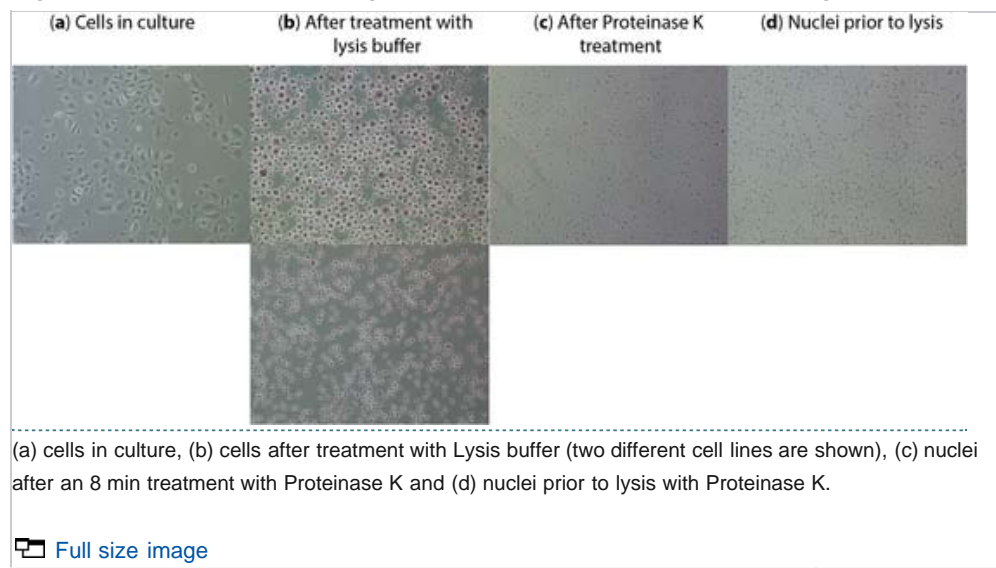 (a) Cells in culture
(b) After treatment with
lysis buffer
(c) After Proteinase K
treatment
(d) Nuclei prior to lysis
(a) cells in culture, (b) cells after treatment with Lysis buffer (two different cell lines are shown), (c) nuclei
after an 8 min treatment with Proteinase K and (d) nuclei prior to lysis with Proteinase K.
Full size image